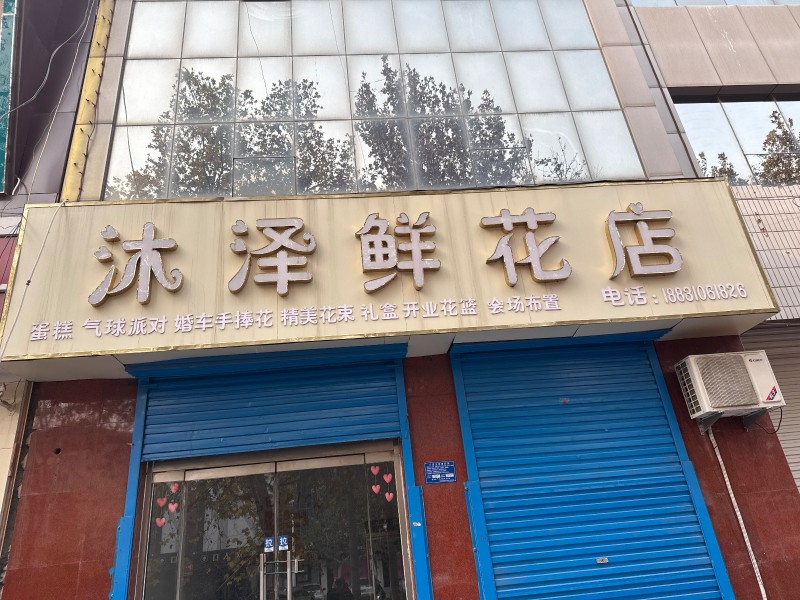 沐泽鲜花店
蛋糕 气球派对 婚车手捧花 精美花束 礼盒 开业花篮 会场布置 电话:18831061826
拉 拉